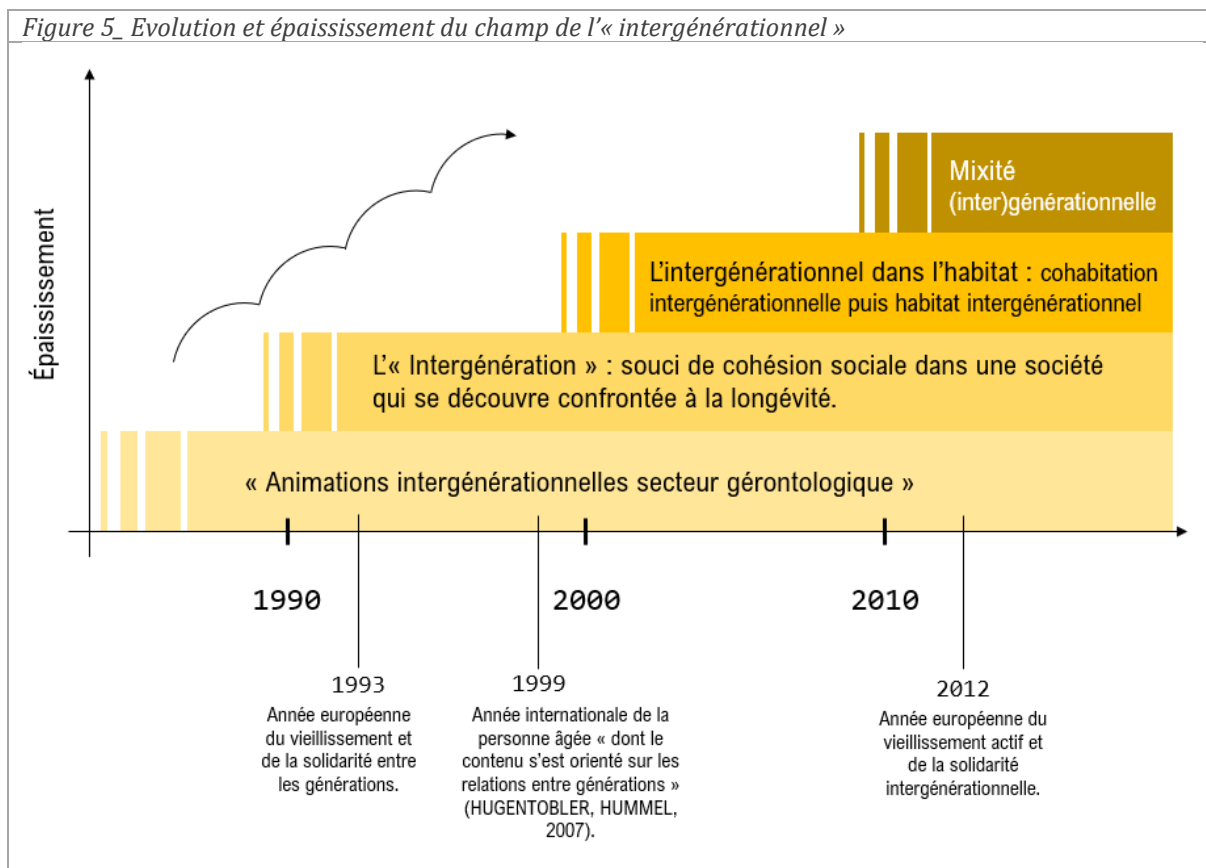 Figure 5_ Evolution et épaississement du champ de l'« intergénérationnel »
Épaississement
Mixité
(inter)générationnelle
L'intergénérationnel dans l'habitat : cohabitation
intergénérationnelle puis habitat intergénérationnel
L'« Intergénération » : souci de cohésion sociale dans une société
qui se découvre confrontée à la longévité.
« Animations intergénérationnelles secteur gérontologique »
1990
2000
2010
1993
Année européenne
du vieillissement et
de la solidarité entre
les générations.
1999
Année internationale de la
personne âgée « dont le
contenu s'est orienté sur les
relations entre générations »
(HUGENTOBLER, HUMMEL,
2007).
2012
Année européenne du
vieillissement actif et
de la solidarité
intergénérationnelle.